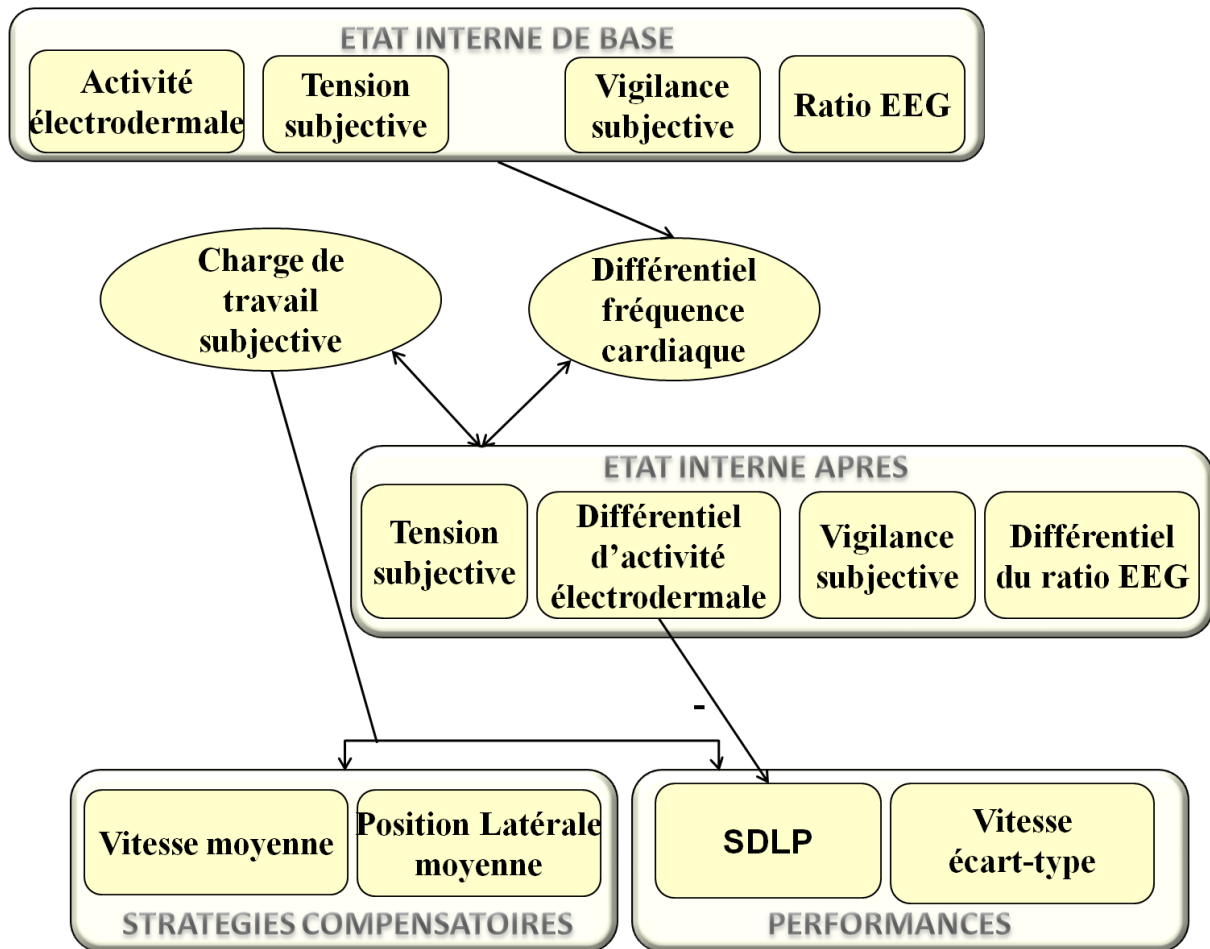 ETAT INTERNE DE BASE
Activité
électrodermale
Tension
subjective
Vigilance
subjective
Ratio EEG
Charge de
travail
subjective
Différentiel
fréquence
cardiaque
ETAT INTERNE APRES
Tension
subjective
Différentiel
d’activité
électrodermale
Vigilance
subjective
Différentiel
du ratio EEG
-
Vitesse moyenne
Position Latérale
moyenne
STRATEGIES COMPENSATOIRES
SDLP
Vitesse
écart-type
PERFORMANCES